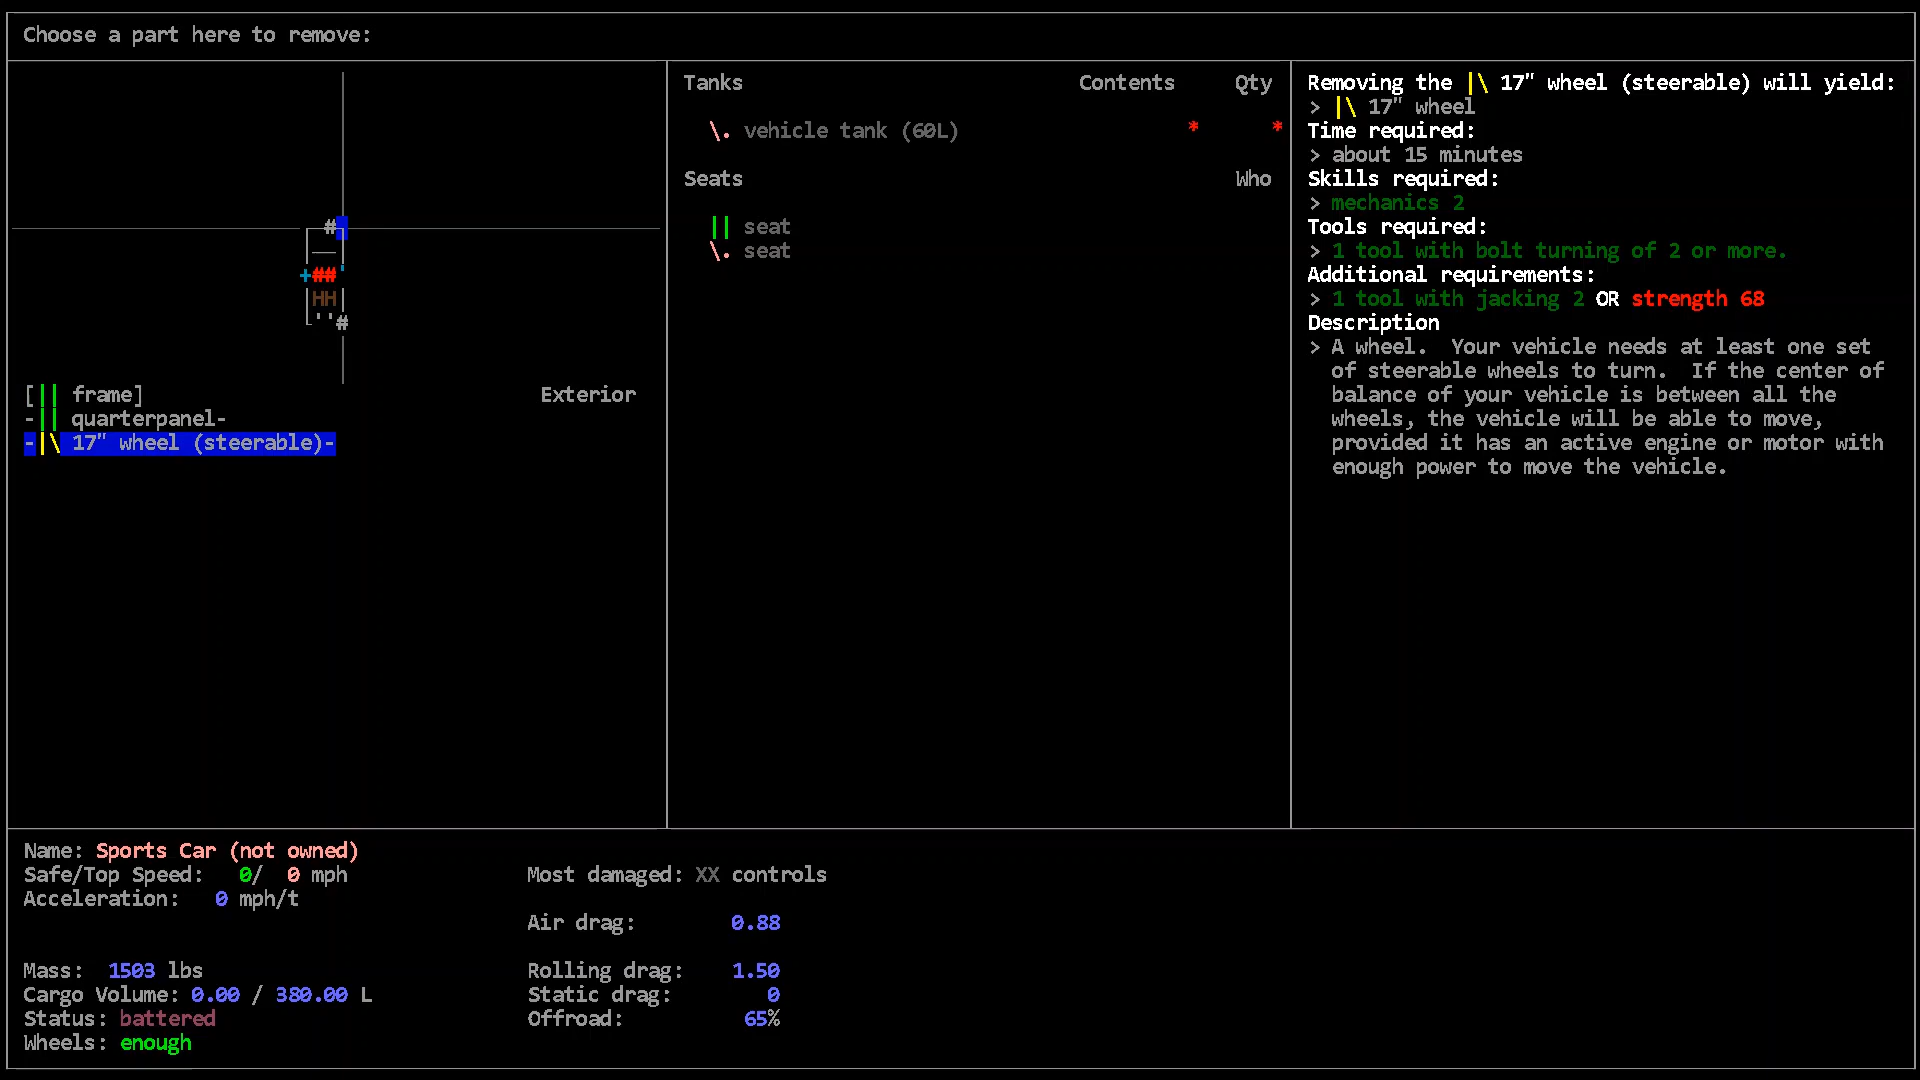 Choose a part here to remove:
Tanks Contents Qty
\. vehicle tank (60L) * *
Seats Who
|| seat
\. seat
#
+##'
HH
''#
[|| frame] Exterior
-|| quarterpanel-
-|\ 17" wheel (steerable)-
Removing the |\ 17" wheel (steerable) will yield:
> |\ 17" wheel
Time required:
> about 15 minutes
Skills required:
> mechanics 2
Tools required:
> 1 tool with bolt turning of 2 or more.
Additional requirements:
> 1 tool with jacking 2 OR strength 68
Description
> A wheel.  Your vehicle needs at least one set
of steerable wheels to turn.  If the center of
balance of your vehicle is between all the
wheels, the vehicle will be able to move,
provided it has an active engine or motor with
enough power to move the vehicle.
Name: Sports Car (not owned)
Safe/Top Speed: 0/ 0 mph
Acceleration: 0 mph/t
Mass: 1503 lbs
Cargo Volume: 0.00 / 380.00 L
Status: battered
Wheels: enough
Most damaged: XX controls
Air drag: 0.88
Rolling drag: 1.50
Static drag: 0
Offroad: 65%